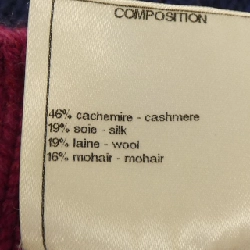 COMPOSITION
46% cachemire - cashmere
19% soie - silk
19% laine - wool
16% mohair - mohair